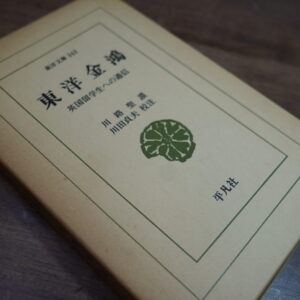 東洋文庫 343
東洋金鴻
英国留学生への通信
川路聖謨
川田貞夫 校注
平凡社